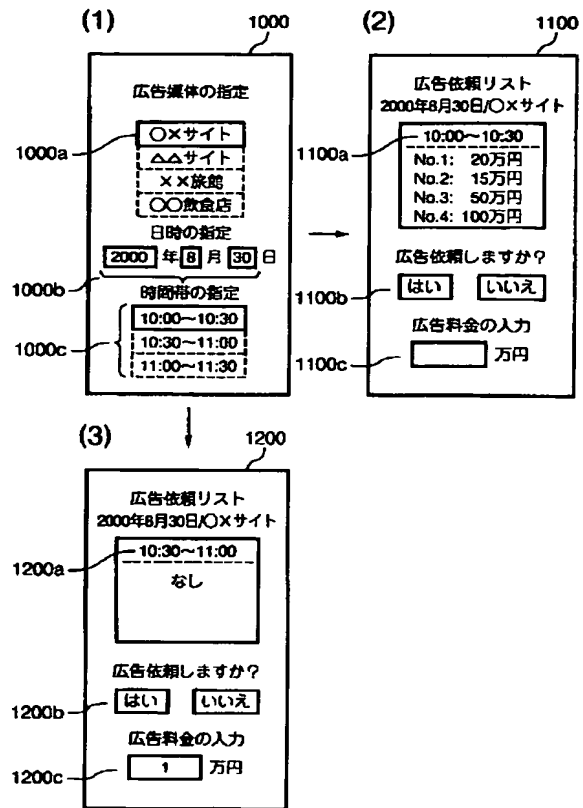 (1)
1000
広告媒体の指定
1000a
○×サイト
△△サイト
××旅館
○○飲食店
日時の指定
2000 年 8 月 30 日
1000b
時間帯の指定
1000c
10:00〜10:30
10:30〜11:00
11:00〜11:30
(2)
1100
広告依頼リスト
2000年8月30日/○×サイト
1100a
10:00〜10:30
No.1: 20万円
No.2: 15万円
No.3: 50万円
No.4: 100万円
広告依頼しますか?
1100b
はい いいえ
広告料金の入力
1100c
万円
(3)
1200
広告依頼リスト
2000年8月30日/○×サイト
1200a
10:30〜11:00
なし
広告依頼しますか?
1200b
はい いいえ
広告料金の入力
1200c
1 万円